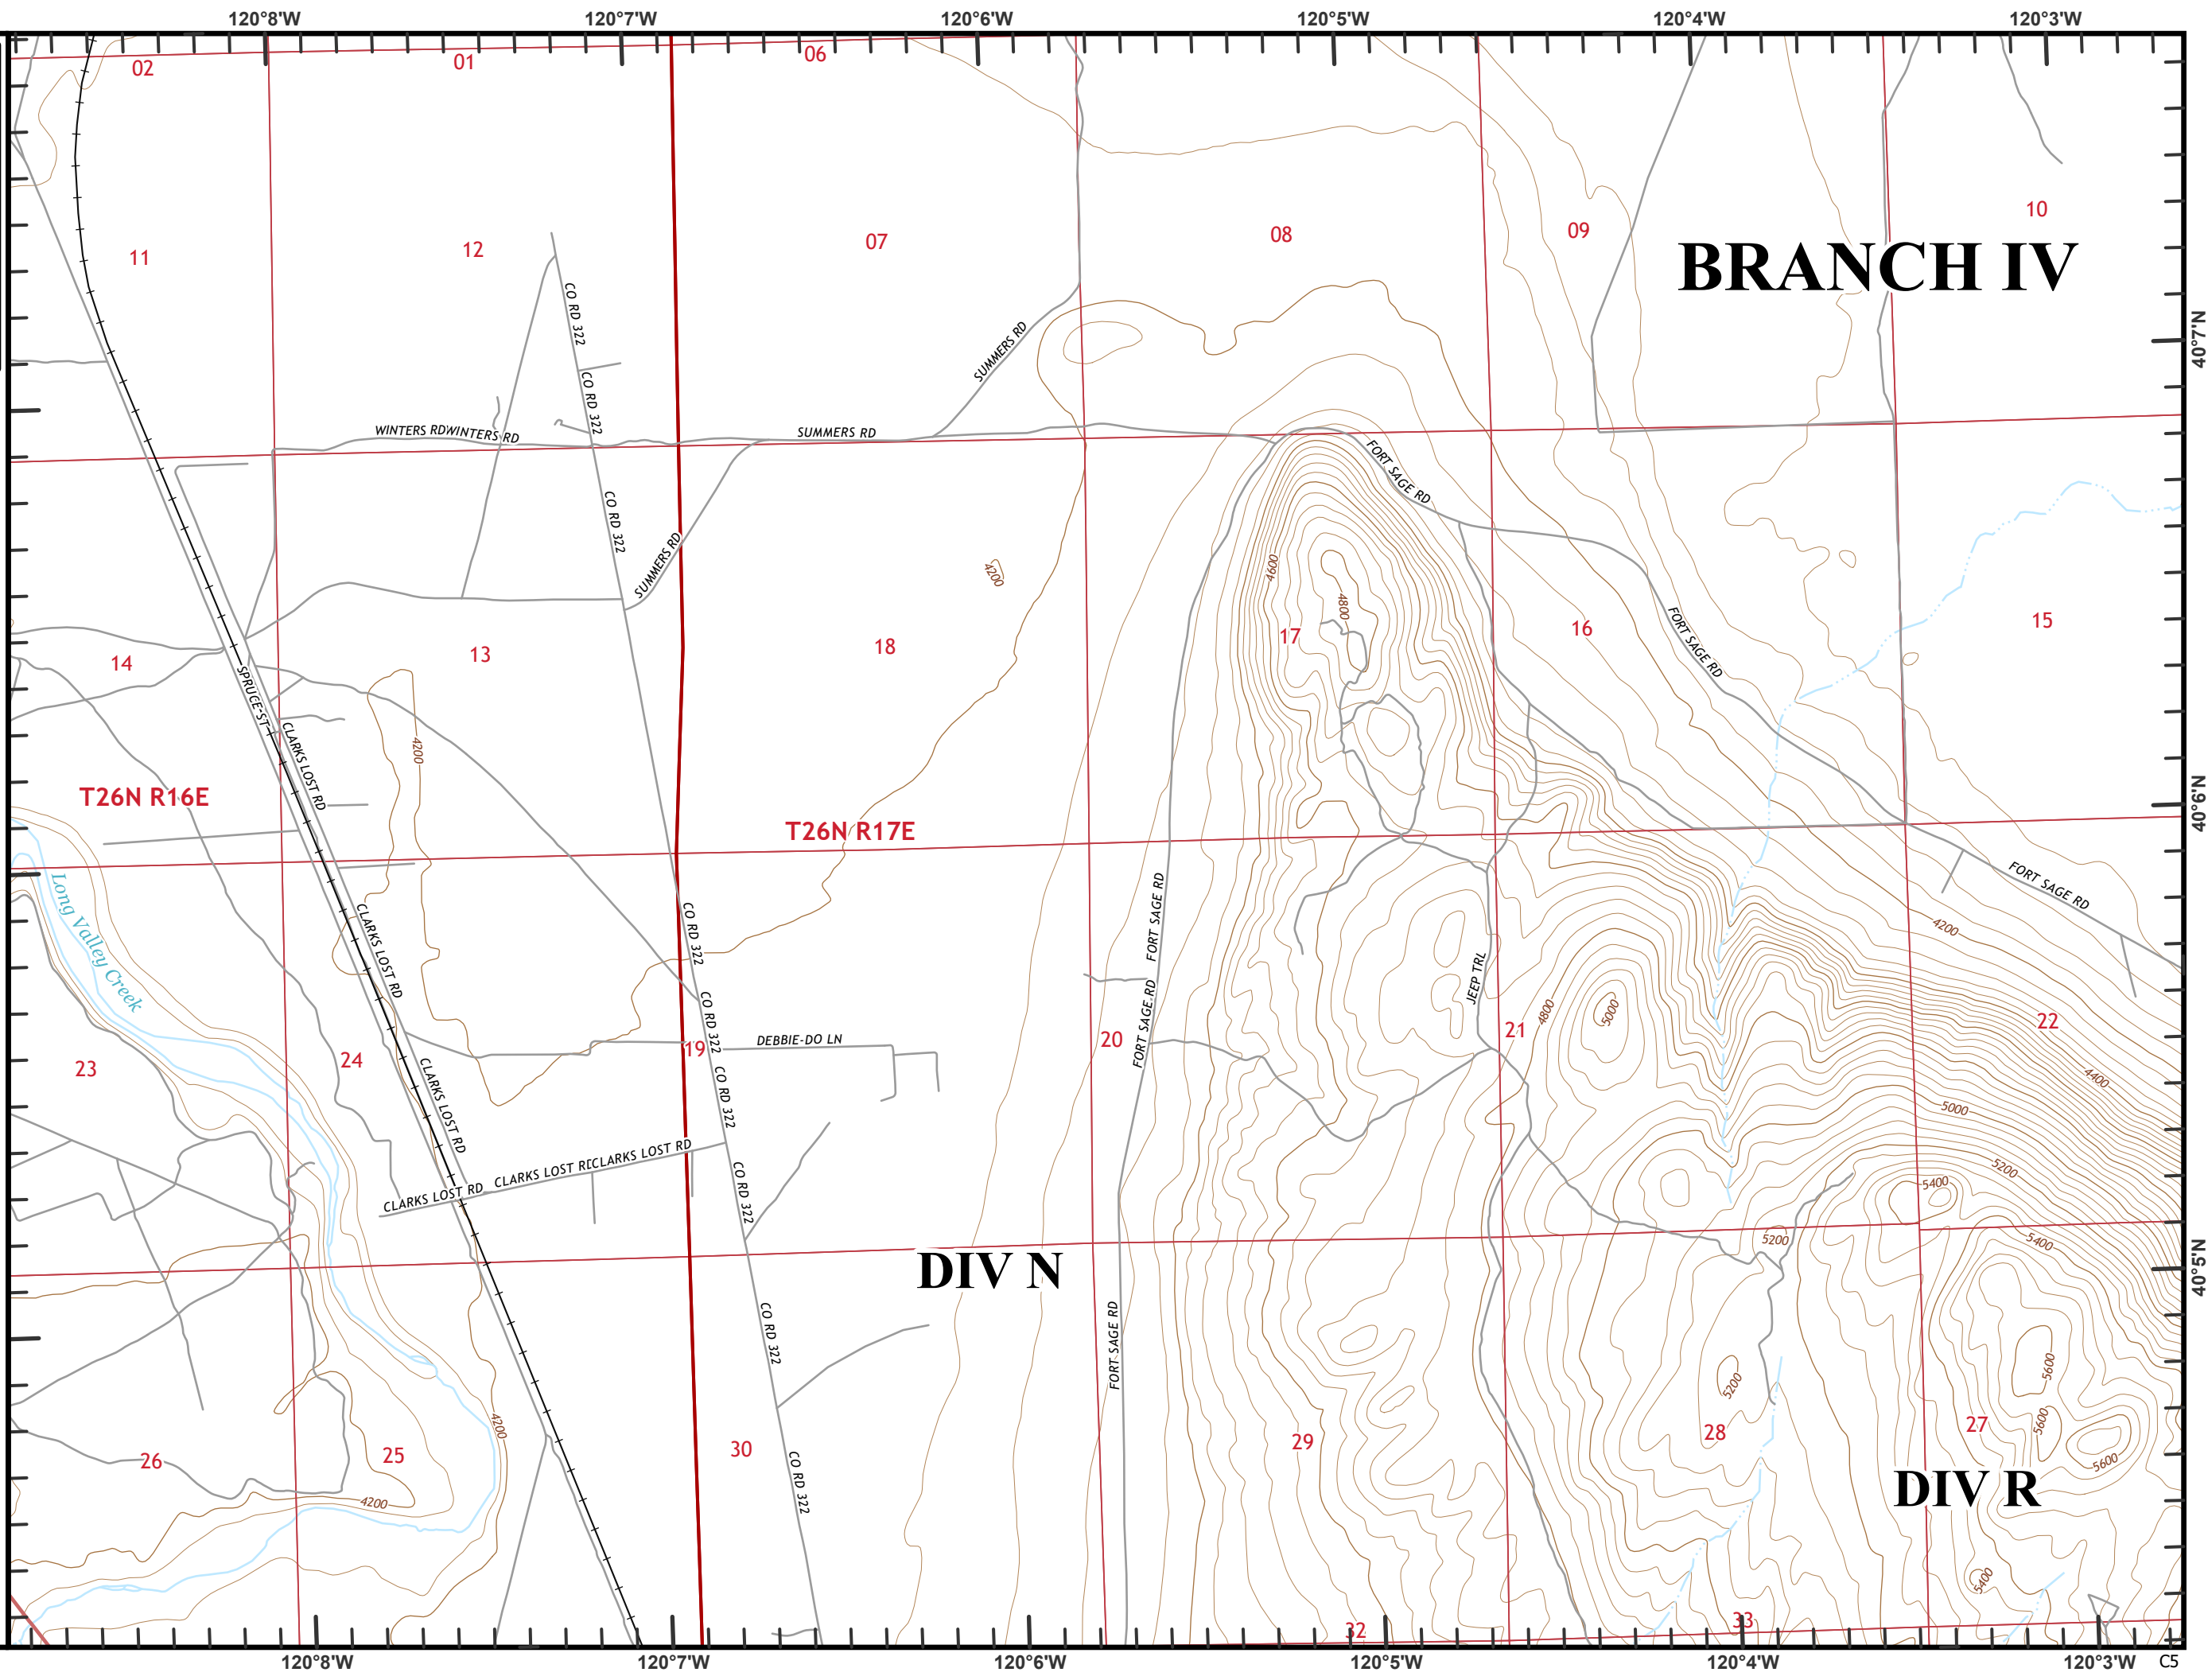 120°8'W 120°7'W 120°6'W 120°5'W 120°4'W 120°3'W
02 01 06
11 12 07 08 09 10
BRANCH IV
CO RD 322
40°7'N
SUMMERS RD
CO RD 322
WINTERS RDWINTERS RD
SUMMERS RD
FORT SAGE RD
CO RD 322
SUMMERS RD
4200
4600
4800
14 13 18 17 16 15
FORT SAGE RD
SPRUCE ST
CLARKS LOST RD
4200
T26N R16E
T26N R17E
40°6'N
Long Valley Creek
CLARKS LOST RD
CO RD 322
FORT SAGE RD
FORT SAGE RD
4200
JEEP TRL
FORT SAGE RD
CO RD 322
4800
5000
23 24 19 20 21 22
DEBBIE-DO LN
CLARKS LOST RD
CO RD 322
4400
5000
CLARKS LOST RD
CLARKS LOST RD
CLARKS LOST RD
CO RD 322
5200
5400
5200
5400
DIV N
40°5'N
CO RD 322
FORT SAGE RD
5200
5600
5600
5600
4200
26 25 30 29 28 27
CO RD 322
4200
DIV R
5400
32 33
120°8'W 120°7'W 120°6'W 120°5'W 120°4'W 120°3'W
C5